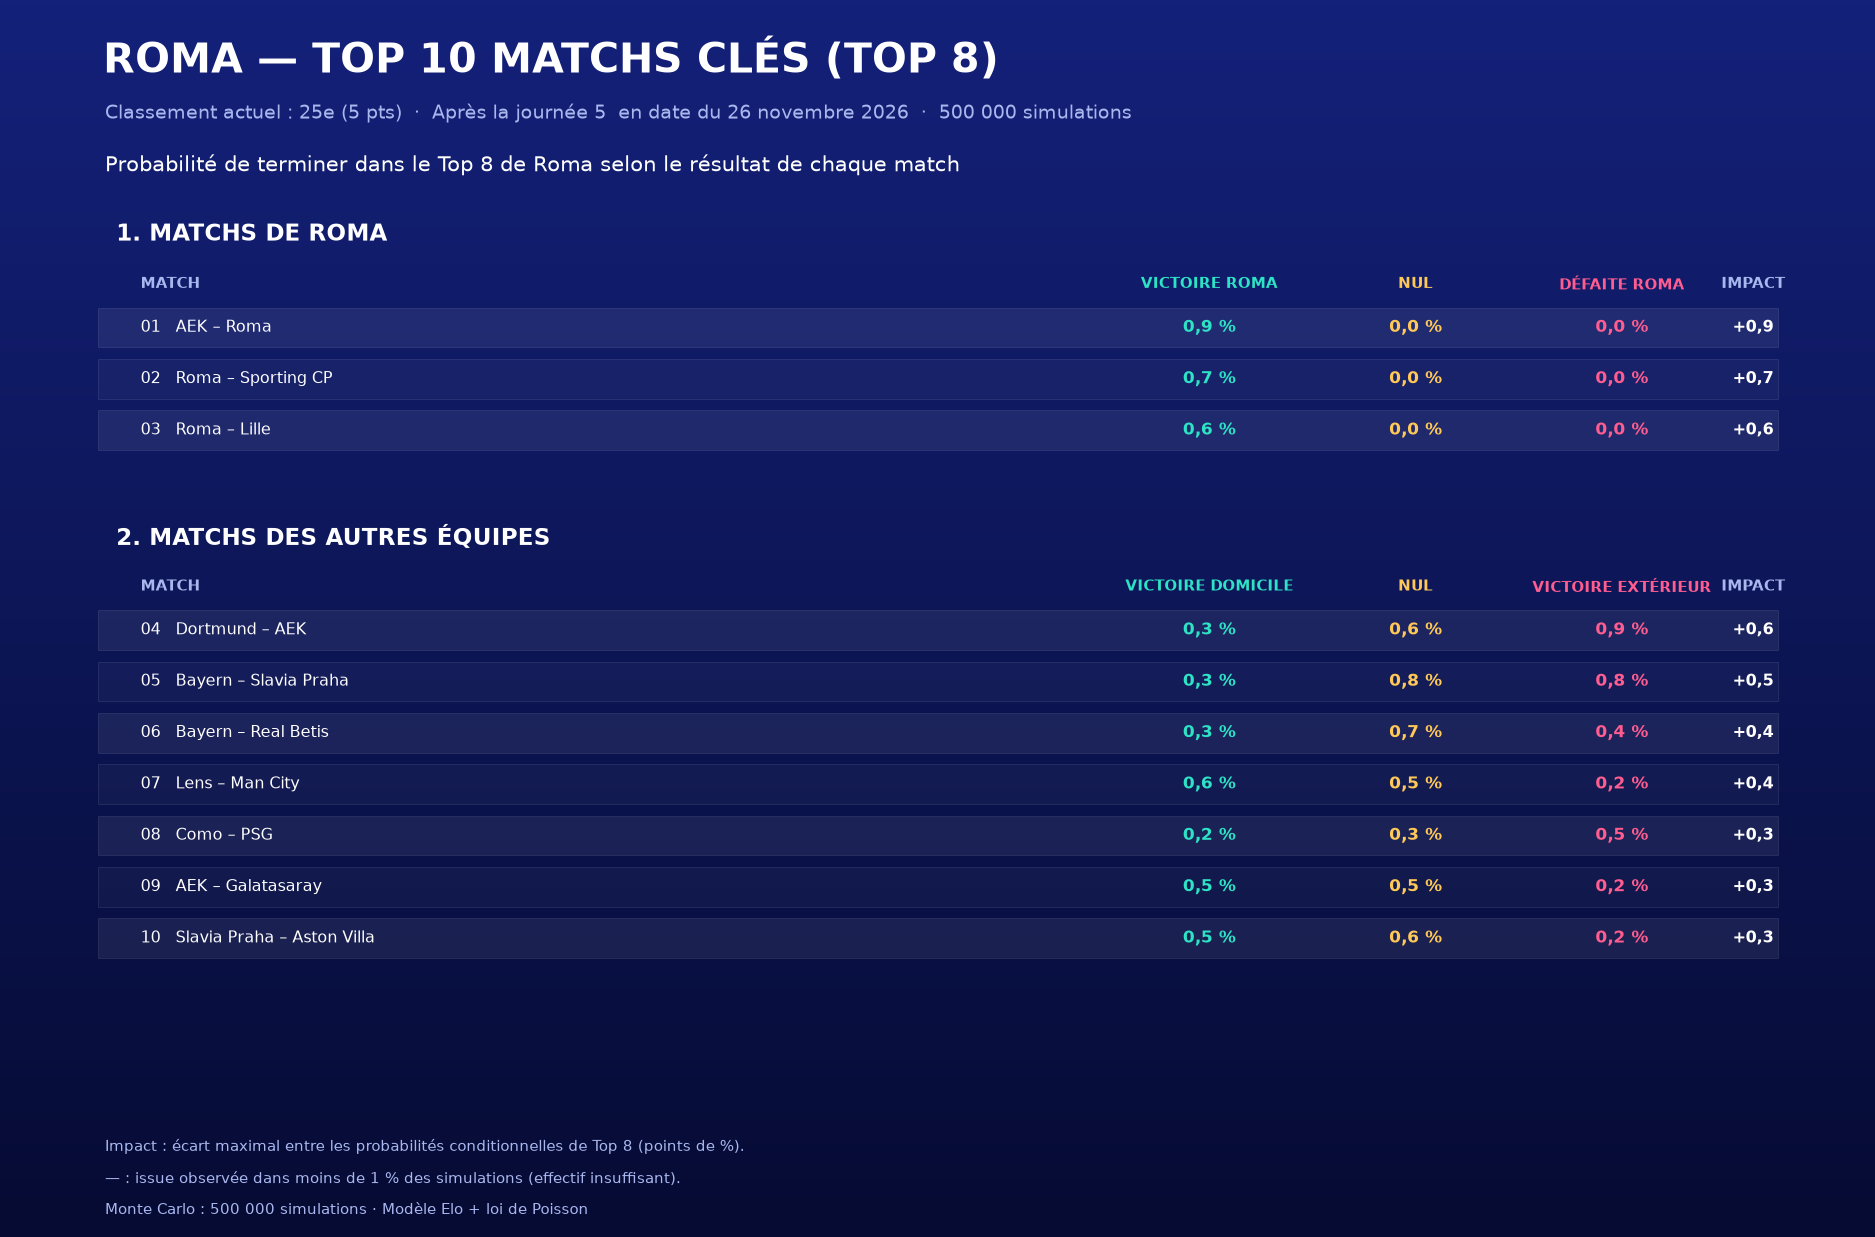 ROMA — TOP 10 MATCHS CLÉS (TOP 8)
Classement actuel : 25e (5 pts) · Après la journée 5 en date du 26 novembre 2026 · 500 000 simulations
Probabilité de terminer dans le Top 8 de Roma selon le résultat de chaque match
1. MATCHS DE ROMA
MATCH VICTOIRE ROMA NUL DÉFAITE ROMA IMPACT
01 AEK – Roma 0,9 % 0,0 % 0,0 % +0,9
02 Roma – Sporting CP 0,7 % 0,0 % 0,0 % +0,7
03 Roma – Lille 0,6 % 0,0 % 0,0 % +0,6
2. MATCHS DES AUTRES ÉQUIPES
MATCH VICTOIRE DOMICILE NUL VICTOIRE EXTÉRIEUR IMPACT
04 Dortmund – AEK 0,3 % 0,6 % 0,9 % +0,6
05 Bayern – Slavia Praha 0,3 % 0,8 % 0,8 % +0,5
06 Bayern – Real Betis 0,3 % 0,7 % 0,4 % +0,4
07 Lens – Man City 0,6 % 0,5 % 0,2 % +0,4
08 Como – PSG 0,2 % 0,3 % 0,5 % +0,3
09 AEK – Galatasaray 0,5 % 0,5 % 0,2 % +0,3
10 Slavia Praha – Aston Villa 0,5 % 0,6 % 0,2 % +0,3
Impact : écart maximal entre les probabilités conditionnelles de Top 8 (points de %).
— : issue observée dans moins de 1 % des simulations (effectif insuffisant).
Monte Carlo : 500 000 simulations · Modèle Elo + loi de Poisson